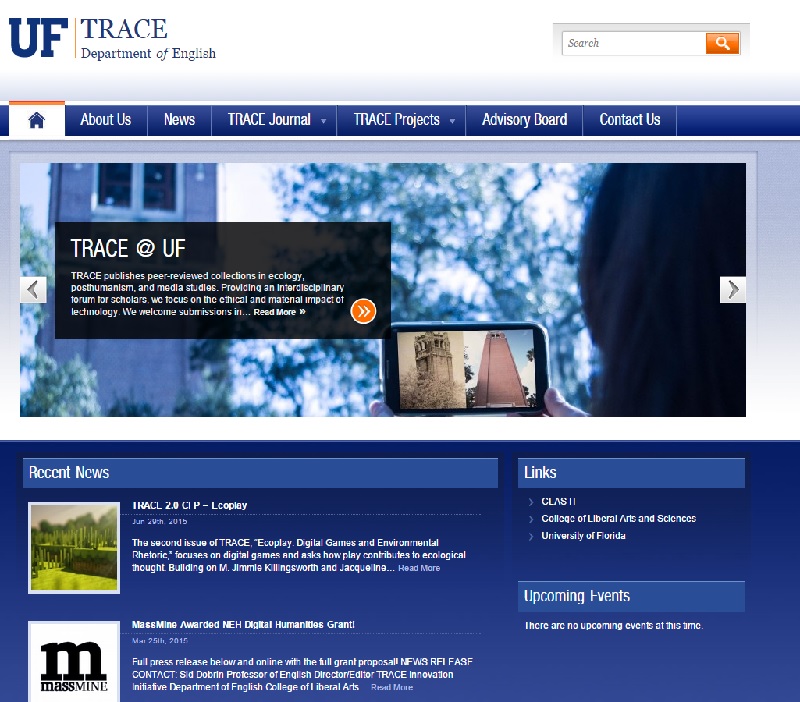 UF TRACE
Department of English
Search
About Us
News
TRACE Journal
TRACE Projects
Advisory Board
Contact Us
TRACE @ UF
TRACE publishes peer-reviewed collections in ecology,
posthumanism, and media studies. Providing an interdisciplinary
forum for scholars, we focus on the ethical and material impact of
technology. We welcome submissions in... Read More »
Recent News
TRACE 2.0 CFP – Ecoplay
Jun 29th, 2015
The second issue of TRACE, "Ecoplay: Digital Games and Environmental
Rhetoric," focuses on digital games and asks how play contributes to ecological
thought. Building on M. Jimmie Killingsworth and Jacqueline... Read More
MassMine Awarded NEH Digital Humanities Grant!
Mar 25th, 2015
Full press release below and online with the full grant proposal! NEWS RELEASE
CONTACT: Sid Dobrin Professor of English Director/Editor TRACE Innovation
Initiative Department of English College of Liberal Arts... Read More
m
massMINE
Links
CLAS IT
College of Liberal Arts and Sciences
University of Florida
Upcoming Events
There are no upcoming events at this time.